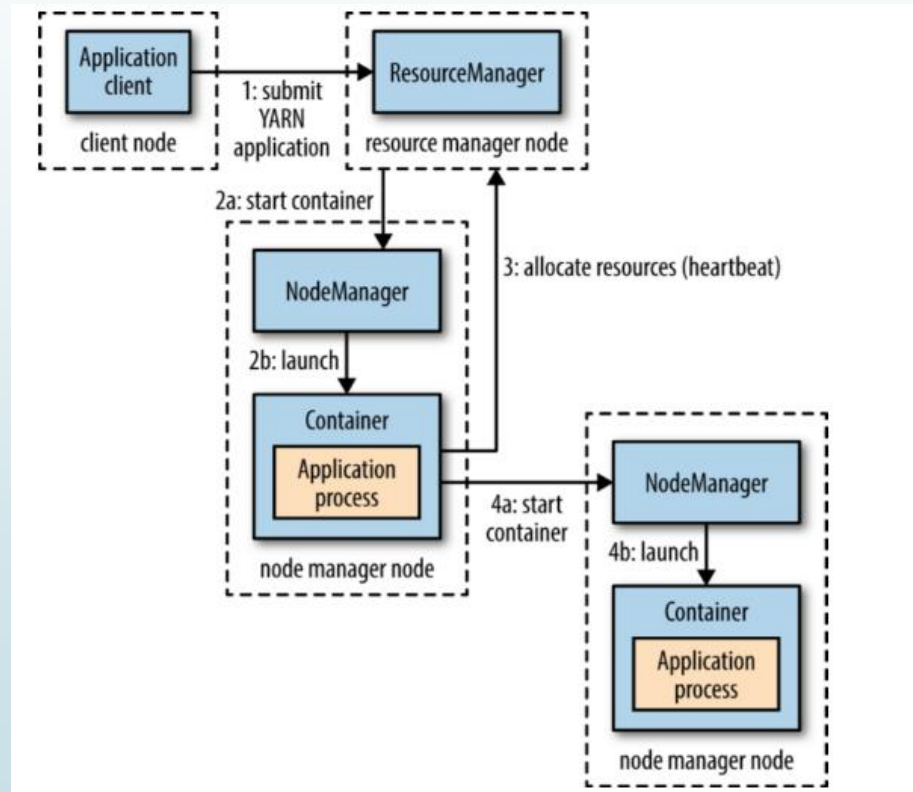 Application
client
client node
1: submit
YARN
application
ResourceManager
resource manager node
2a: start container
NodeManager
2b: launch
Container
Application
process
node manager node
3: allocate resources (heartbeat)
4a: start
container
NodeManager
4b: launch
Container
Application
process
node manager node